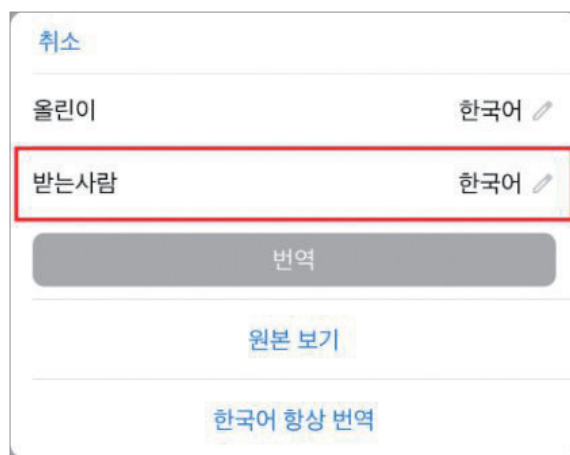 취소
올린이 한국어
받는사람 한국어
번역
원본 보기
한국어 항상 번역